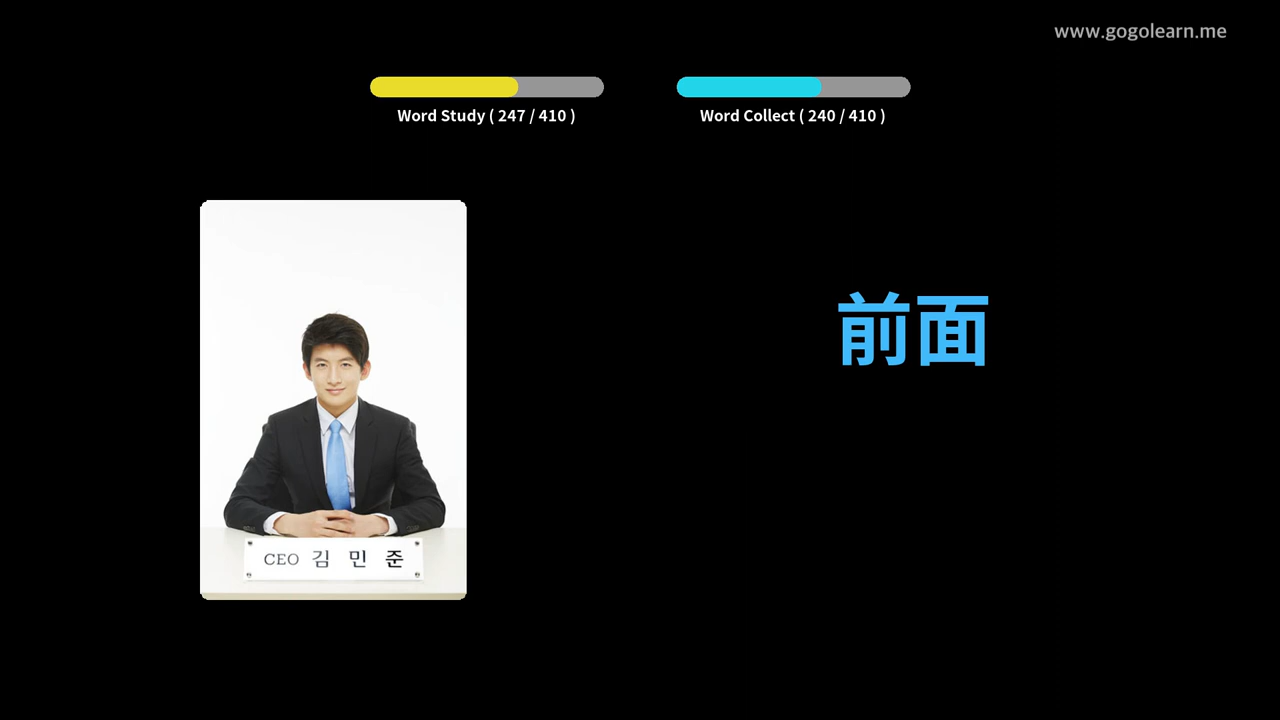 www.gogolearn.me
Word Study ( 247 / 410 )
Word Collect ( 240 / 410 )
前面
CEO 김 민 준